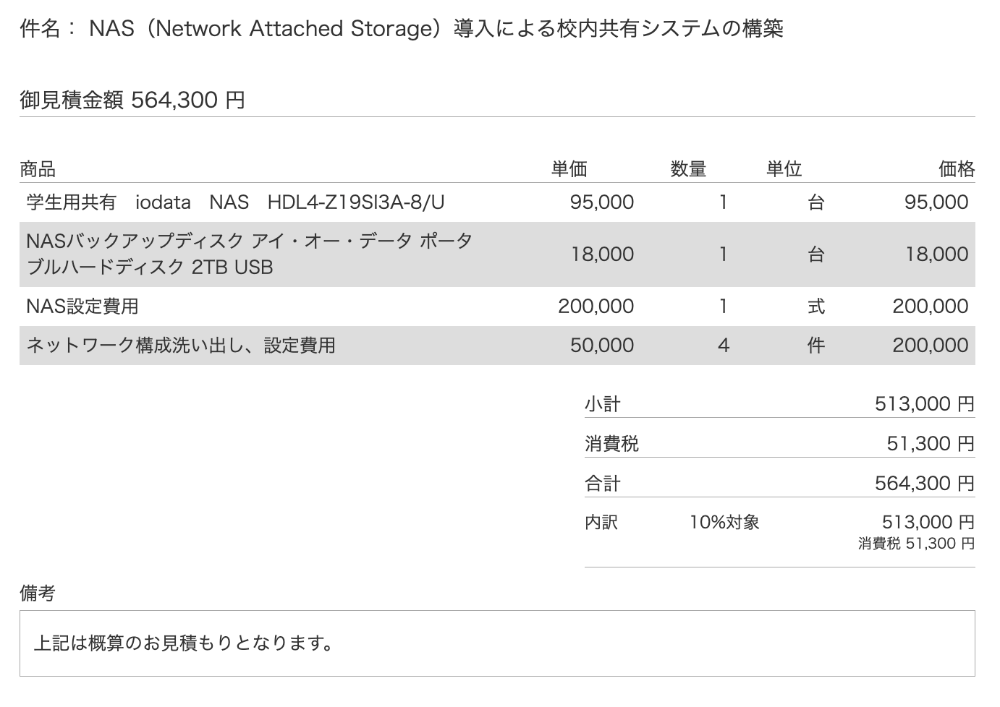 件名： NAS（Network Attached Storage）導入による校内共有システムの構築
御見積金額 564,300 円
商品 単価 数量 単位 価格
学生用共有　iodata　NAS　HDL4-Z19SI3A-8/U 95,000 1 台 95,000
NASバックアップディスク アイ・オー・データ ポータ
ブルハードディスク 2TB USB 18,000 1 台 18,000
NAS設定費用 200,000 1 式 200,000
ネットワーク構成洗い出し、設定費用 50,000 4 件 200,000
小計 513,000 円
消費税 51,300 円
合計 564,300 円
内訳 10%対象 513,000 円
消費税 51,300 円
備考
上記は概算のお見積もりとなります。